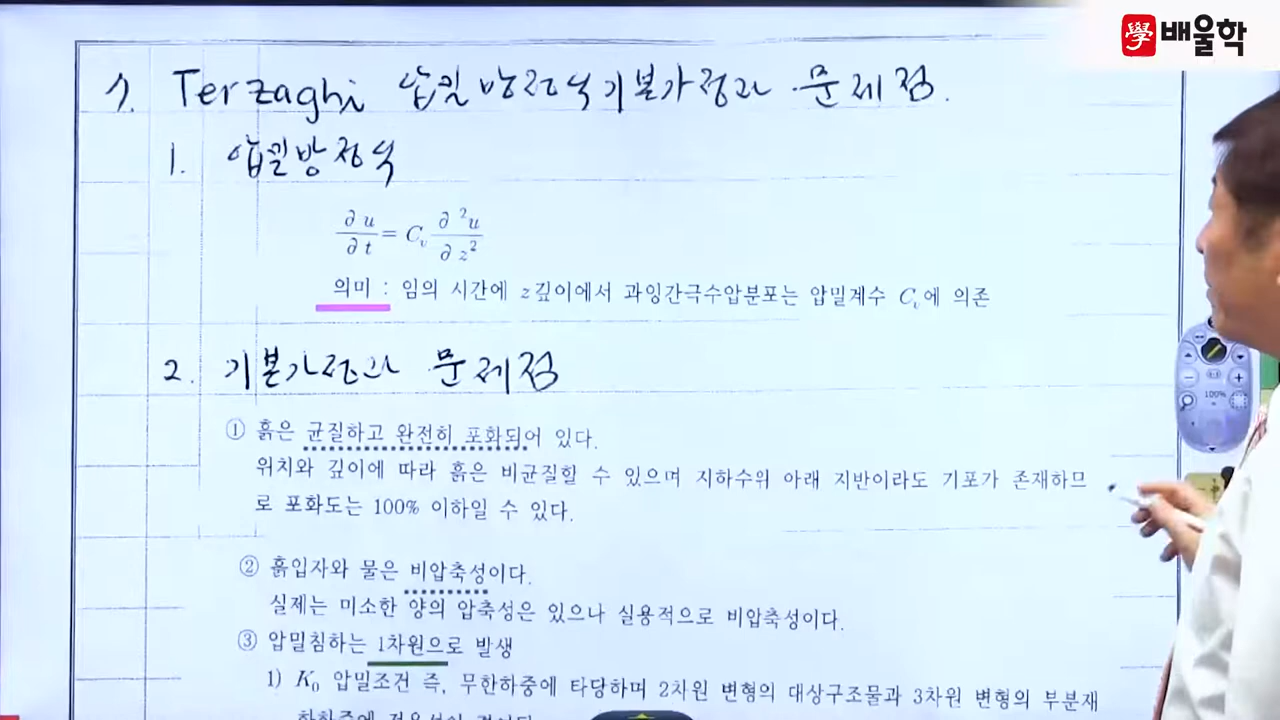 學 배울학
7. Terzaghi 압밀방정식 기본가정과 문제점.
1. 압밀방정식
∂u/∂t = C_v ∂²u/∂z²
의미 : 임의 시간에 z깊이에서 과잉간극수압분포는 압밀계수 C_v에 의존
2. 기본가정과 문제점
① 흙은 균질하고 완전히 포화되어 있다.
위치와 깊이에 따라 흙은 비균질할 수 있으며 지하수위 아래 지반이라도 기포가 존재하므
로 포화도는 100% 이하일 수 있다.
② 흙입자와 물은 비압축성이다.
실제는 미소한 양의 압축성은 있으나 실용적으로 비압축성이다.
③ 압밀침하는 1차원으로 발생
1) K₀ 압밀조건 즉, 무한하중에 타당하며 2차원 변형의 대상구조물과 3차원 변형의 부분재
100%